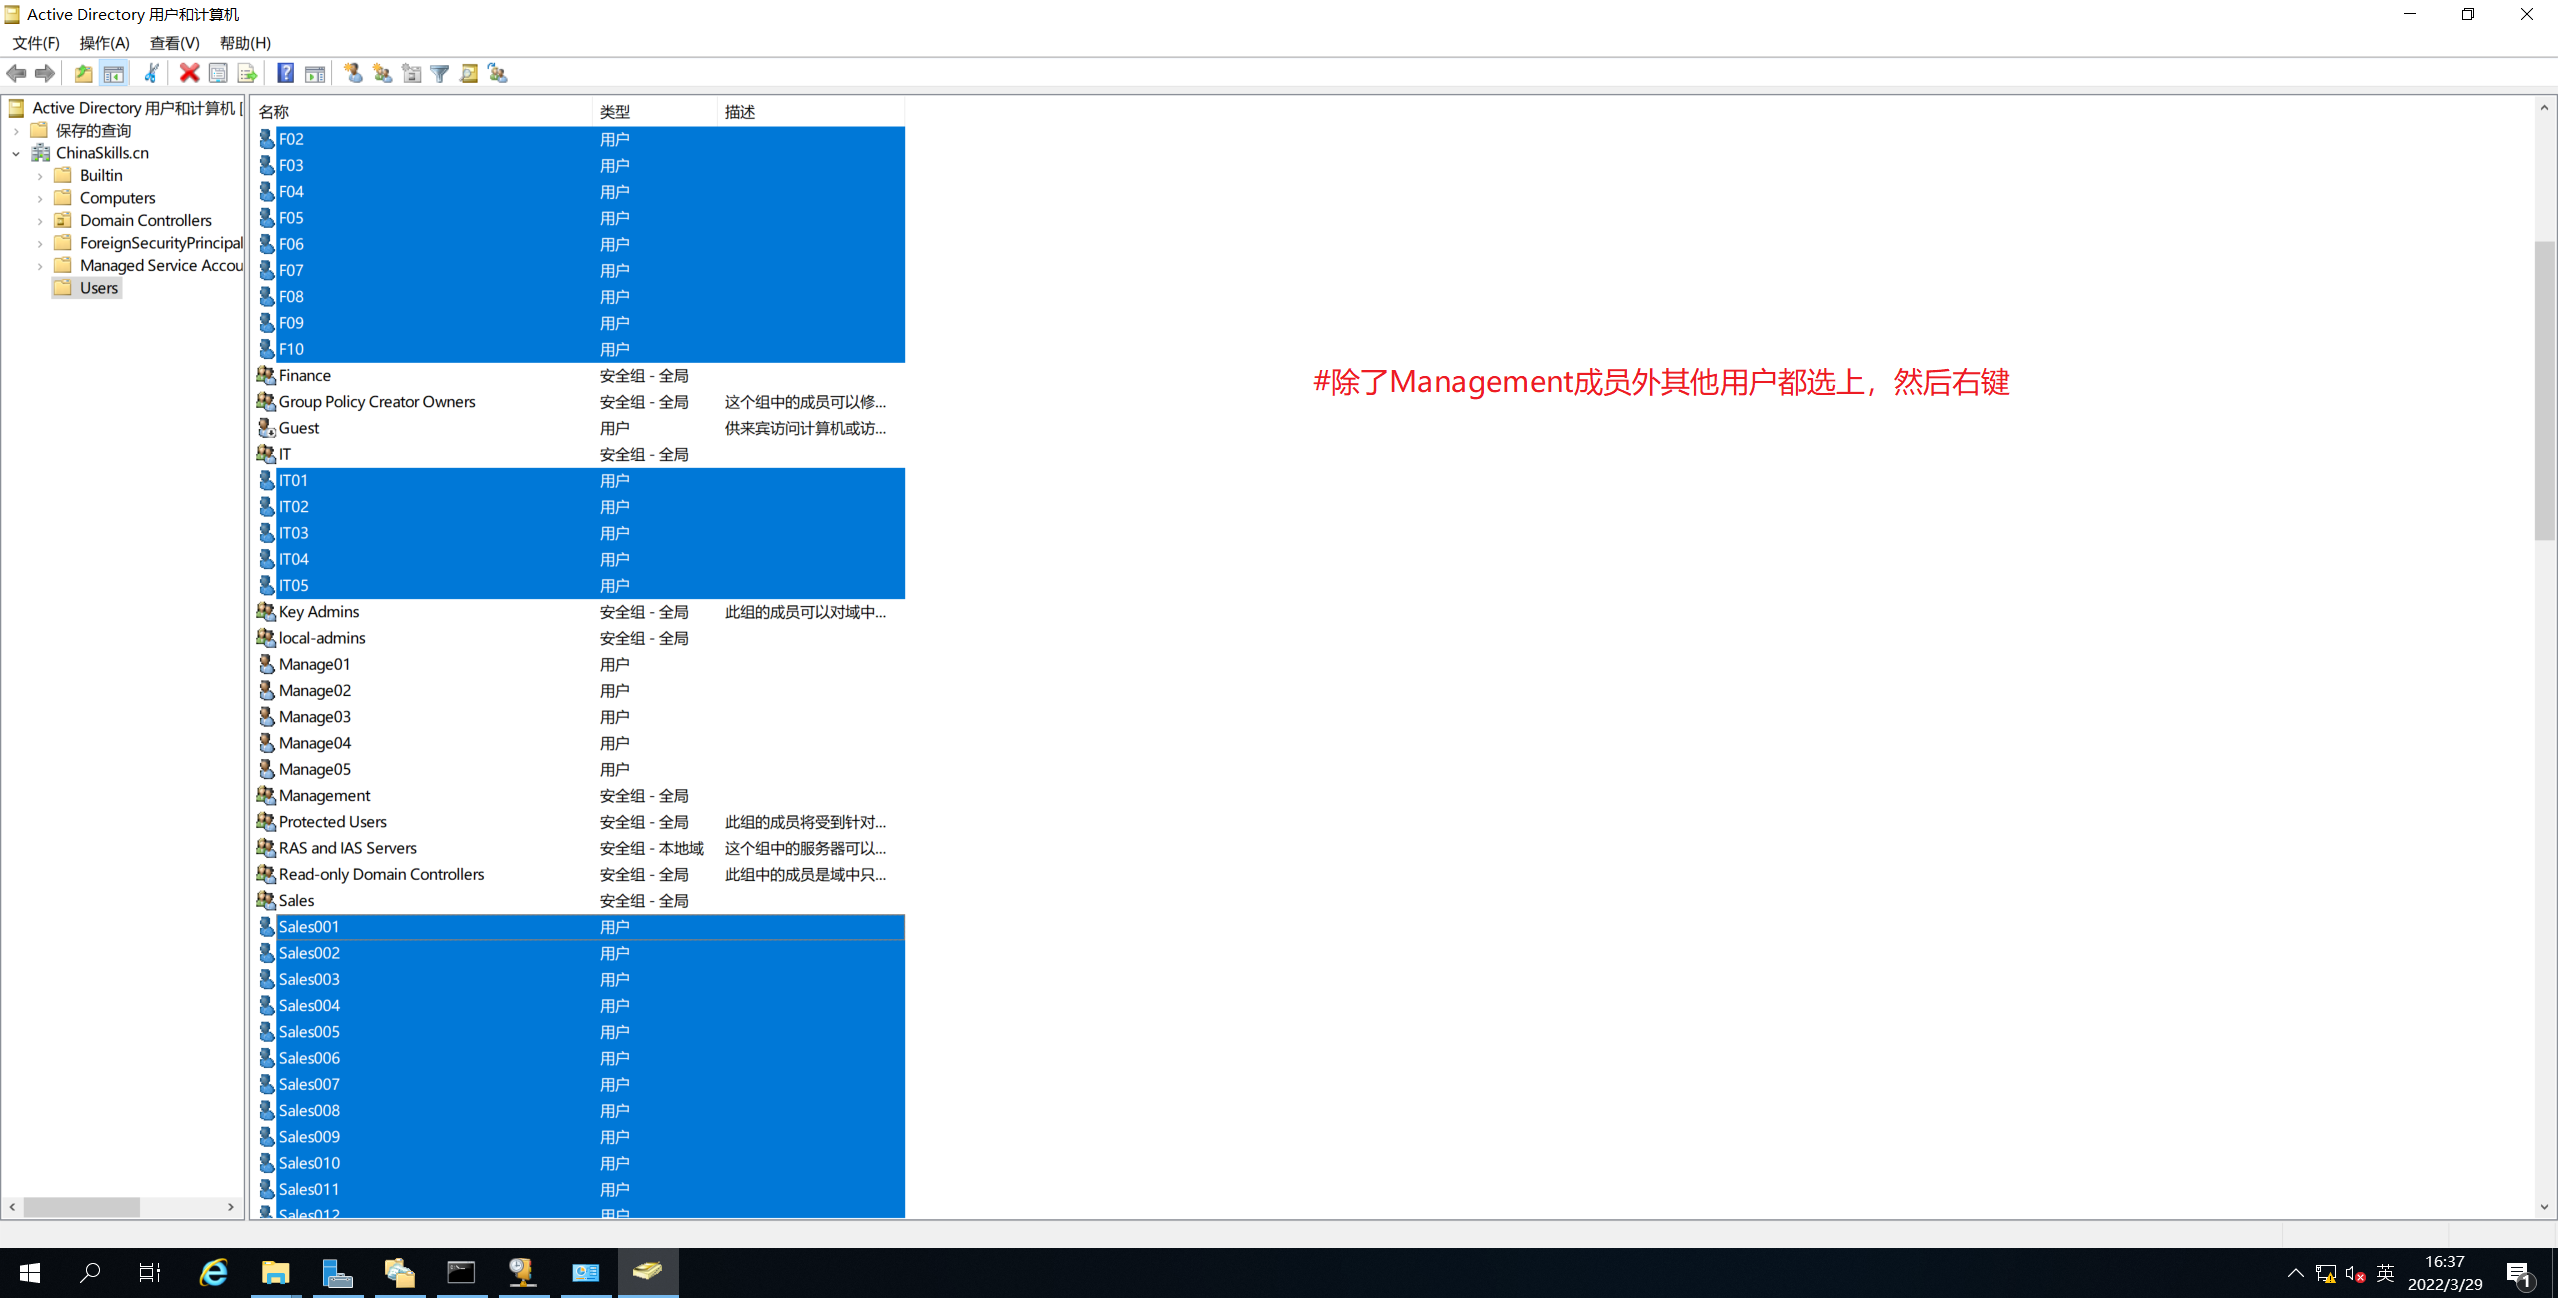 Active Directory 用户和计算机
文件(F) 操作(A) 查看(V) 帮助(H)
Active Directory 用户和计算机 [
保存的查询
ChinaSkills.cn
Builtin
Computers
Domain Controllers
ForeignSecurityPrincipal
Managed Service Accou
Users
名称 类型 描述
F02 用户
F03 用户
F04 用户
F05 用户
F06 用户
F07 用户
F08 用户
F09 用户
F10 用户
Finance 安全组 - 全局
Group Policy Creator Owners 安全组 - 全局 这个组中的成员可以修...
Guest 用户 供来宾访问计算机或访...
IT 安全组 - 全局
IT01 用户
IT02 用户
IT03 用户
IT04 用户
IT05 用户
Key Admins 安全组 - 全局 此组的成员可以对域中...
local-admins 安全组 - 全局
Manage01 用户
Manage02 用户
Manage03 用户
Manage04 用户
Manage05 用户
Management 安全组 - 全局
Protected Users 安全组 - 全局 此组的成员将受到针对...
RAS and IAS Servers 安全组 - 本地域 这个组中的服务器可以...
Read-only Domain Controllers 安全组 - 全局 此组中的成员是域中只...
Sales 安全组 - 全局
Sales001 用户
Sales002 用户
Sales003 用户
Sales004 用户
Sales005 用户
Sales006 用户
Sales007 用户
Sales008 用户
Sales009 用户
Sales010 用户
Sales011 用户
Sales012 用户
#除了Management成员外其他用户都选上，然后右键
英
16:37
2022/3/29
1